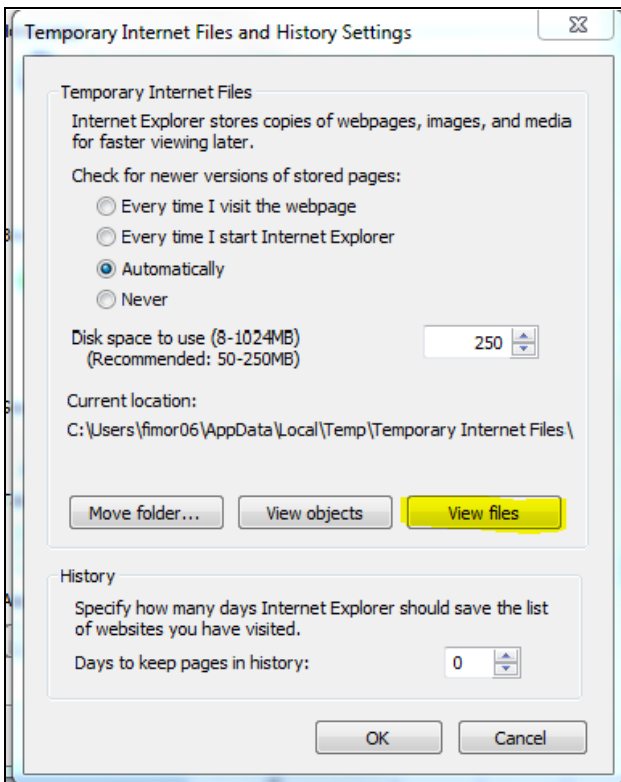 Temporary Internet Files and History Settings
Temporary Internet Files
Internet Explorer stores copies of webpages, images, and media
for faster viewing later.
Check for newer versions of stored pages:
Every time I visit the webpage
Every time I start Internet Explorer
Automatically
Never
Disk space to use (8-1024MB)
250
(Recommended: 50-250MB)
Current location:
C:\Users\fimor06\AppData\Local\Temp\Temporary Internet Files\
Move folder... View objects View files
History
Specify how many days Internet Explorer should save the list
of websites you have visited.
Days to keep pages in history: 0
OK Cancel